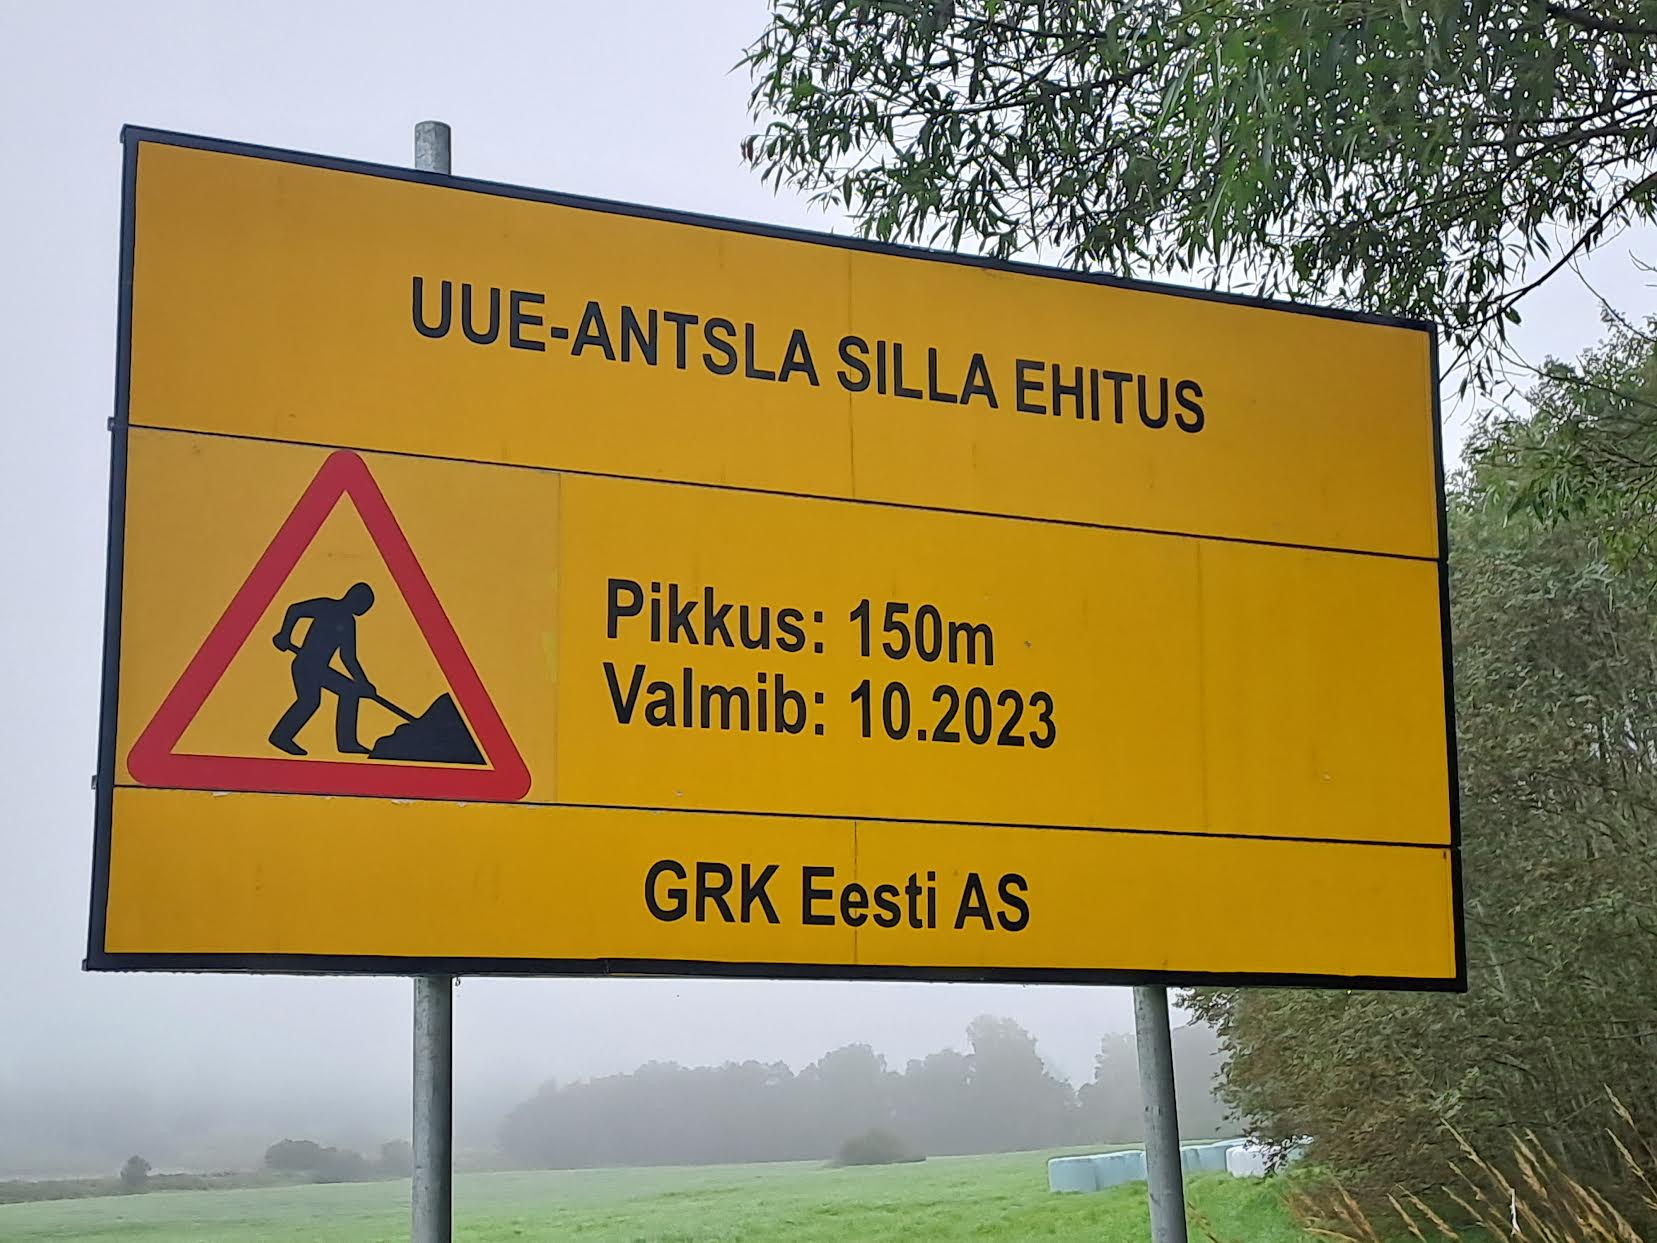 UUE-ANTSLA SILLA EHITUS
Pikkus: 150m
Valmib: 10.2023
GRK Eesti AS